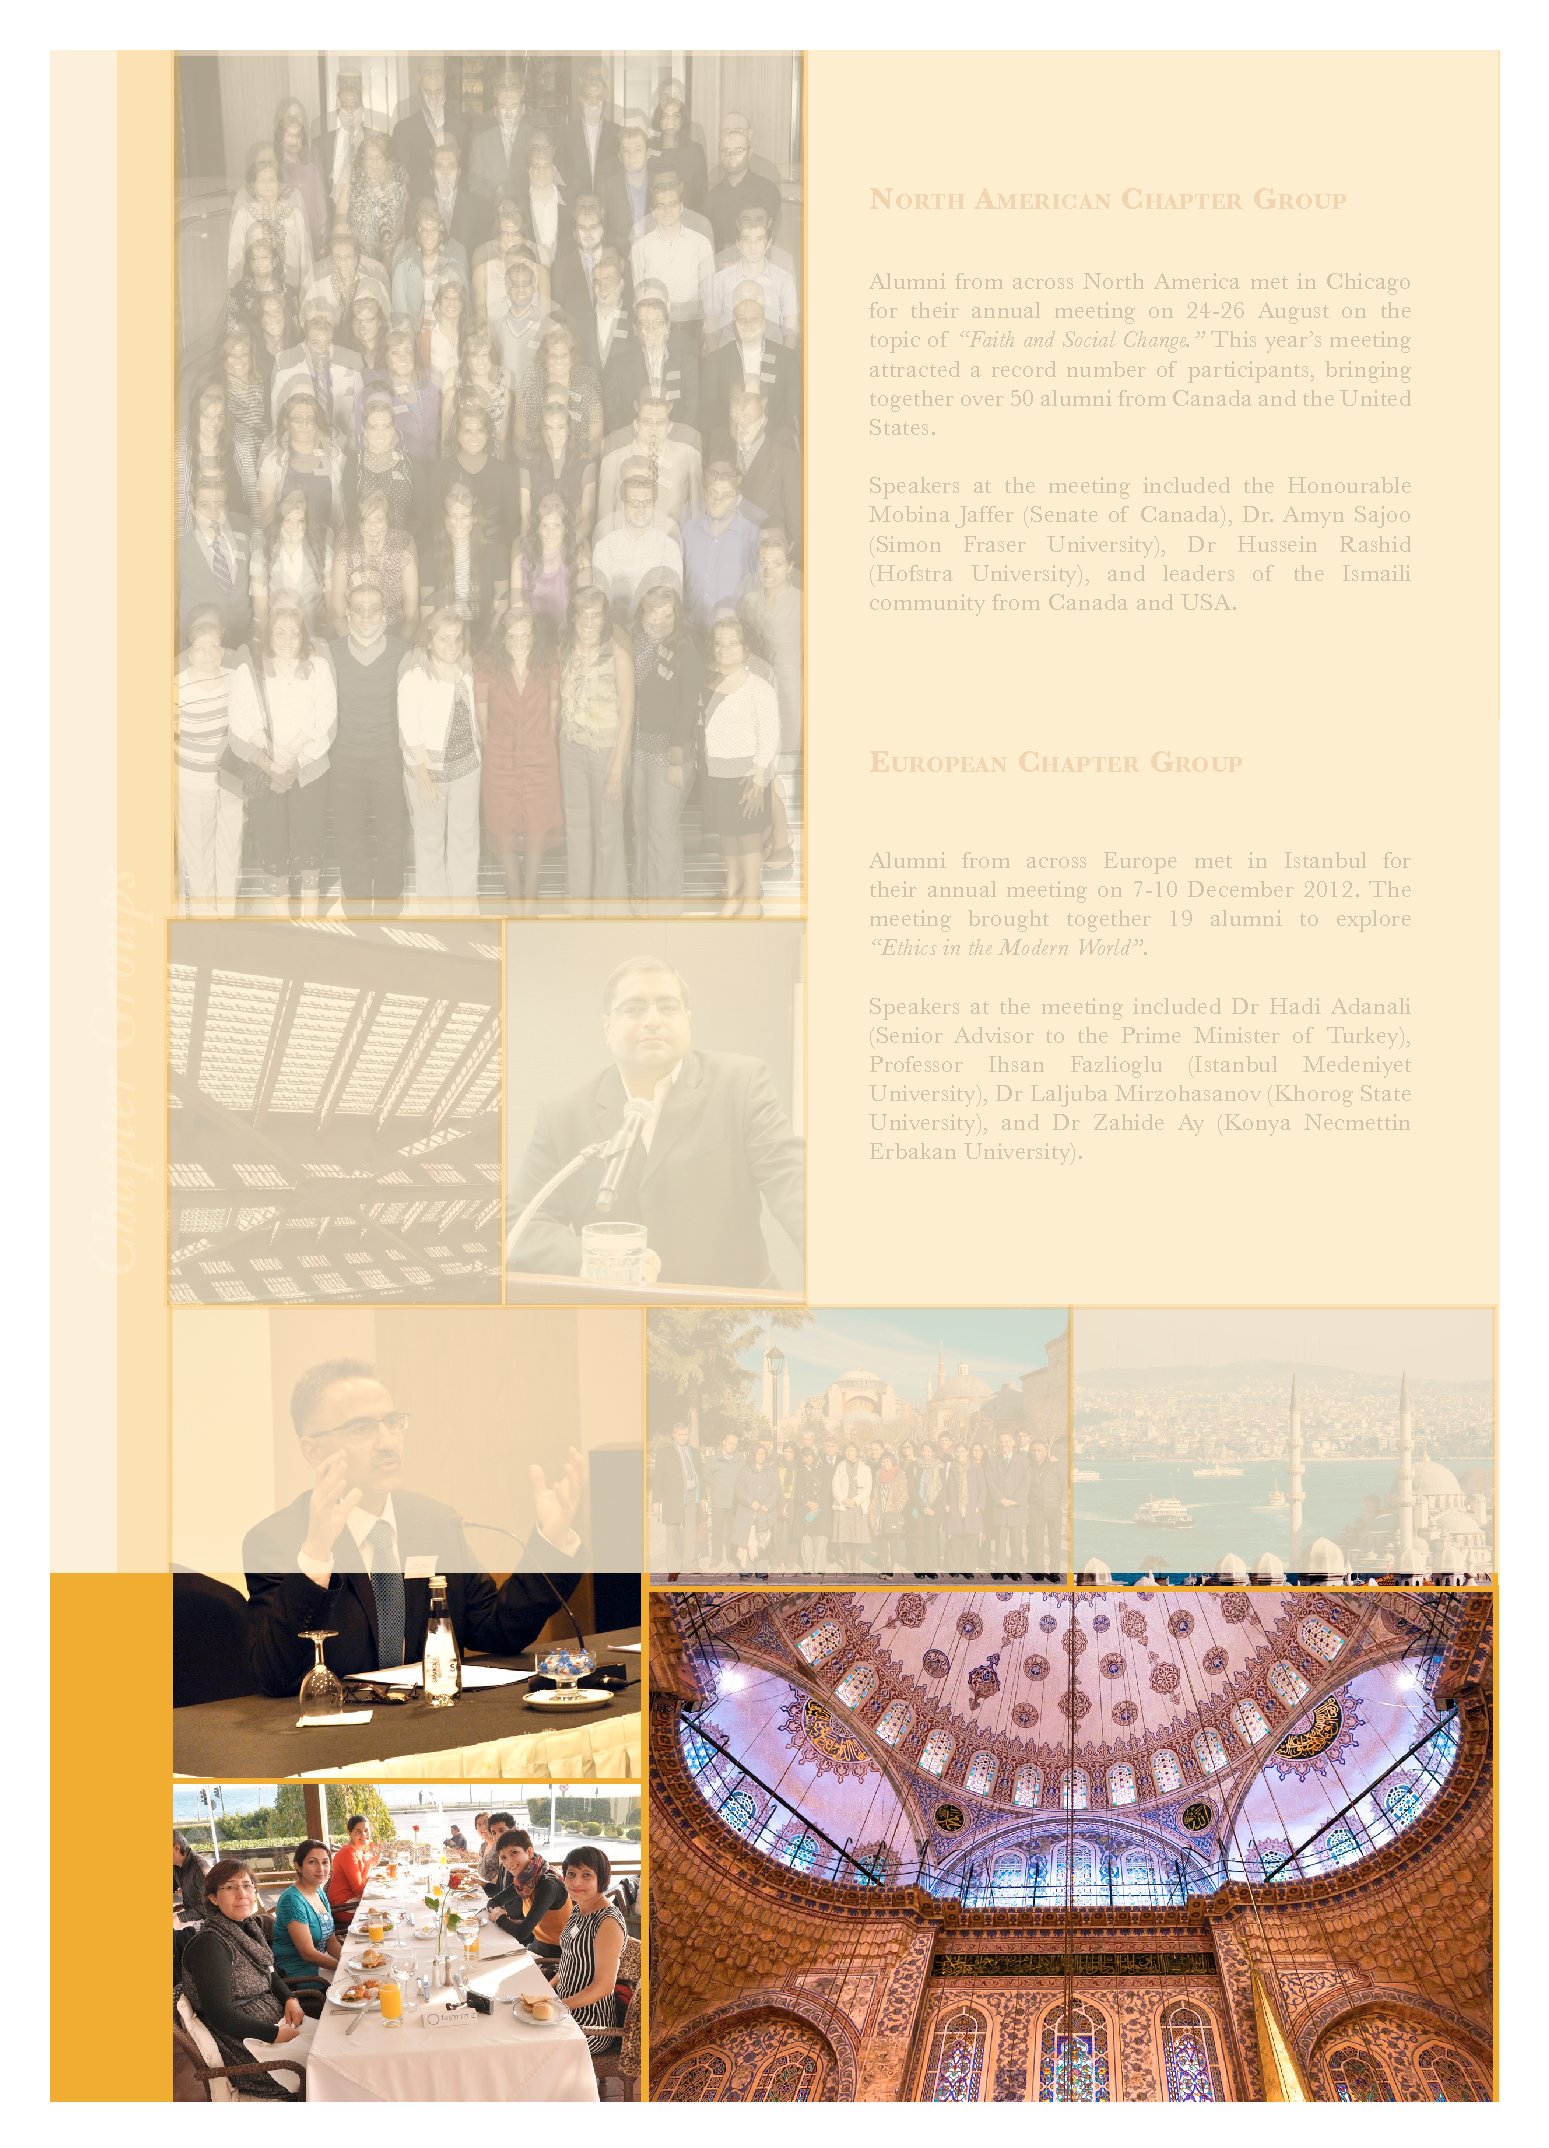 Chapter Groups
NORTH AMERICAN CHAPTER GROUP
Alumni from across North America met in Chicago
for their annual meeting on 24-26 August on the
topic of “Faith and Social Change.” This year’s meeting
attracted a record number of participants, bringing
together over 50 alumni from Canada and the United
States.
Speakers at the meeting included the Honourable
Mobina Jaffer (Senate of Canada), Dr. Amyn Sajoo
(Simon Fraser University), Dr Hussein Rashid
(Hofstra University), and leaders of the Ismaili
community from Canada and USA.
EUROPEAN CHAPTER GROUP
Alumni from across Europe met in Istanbul for
their annual meeting on 7-10 December 2012. The
meeting brought together 19 alumni to explore
“Ethics in the Modern World”.
Speakers at the meeting included Dr Hadi Adanali
(Senior Advisor to the Prime Minister of Turkey),
Professor Ihsan Fazlioglu (Istanbul Medeniyet
University), Dr Laljuba Mirzohasanov (Khorog State
University), and Dr Zahide Ay (Konya Necmettin
Erbakan University).